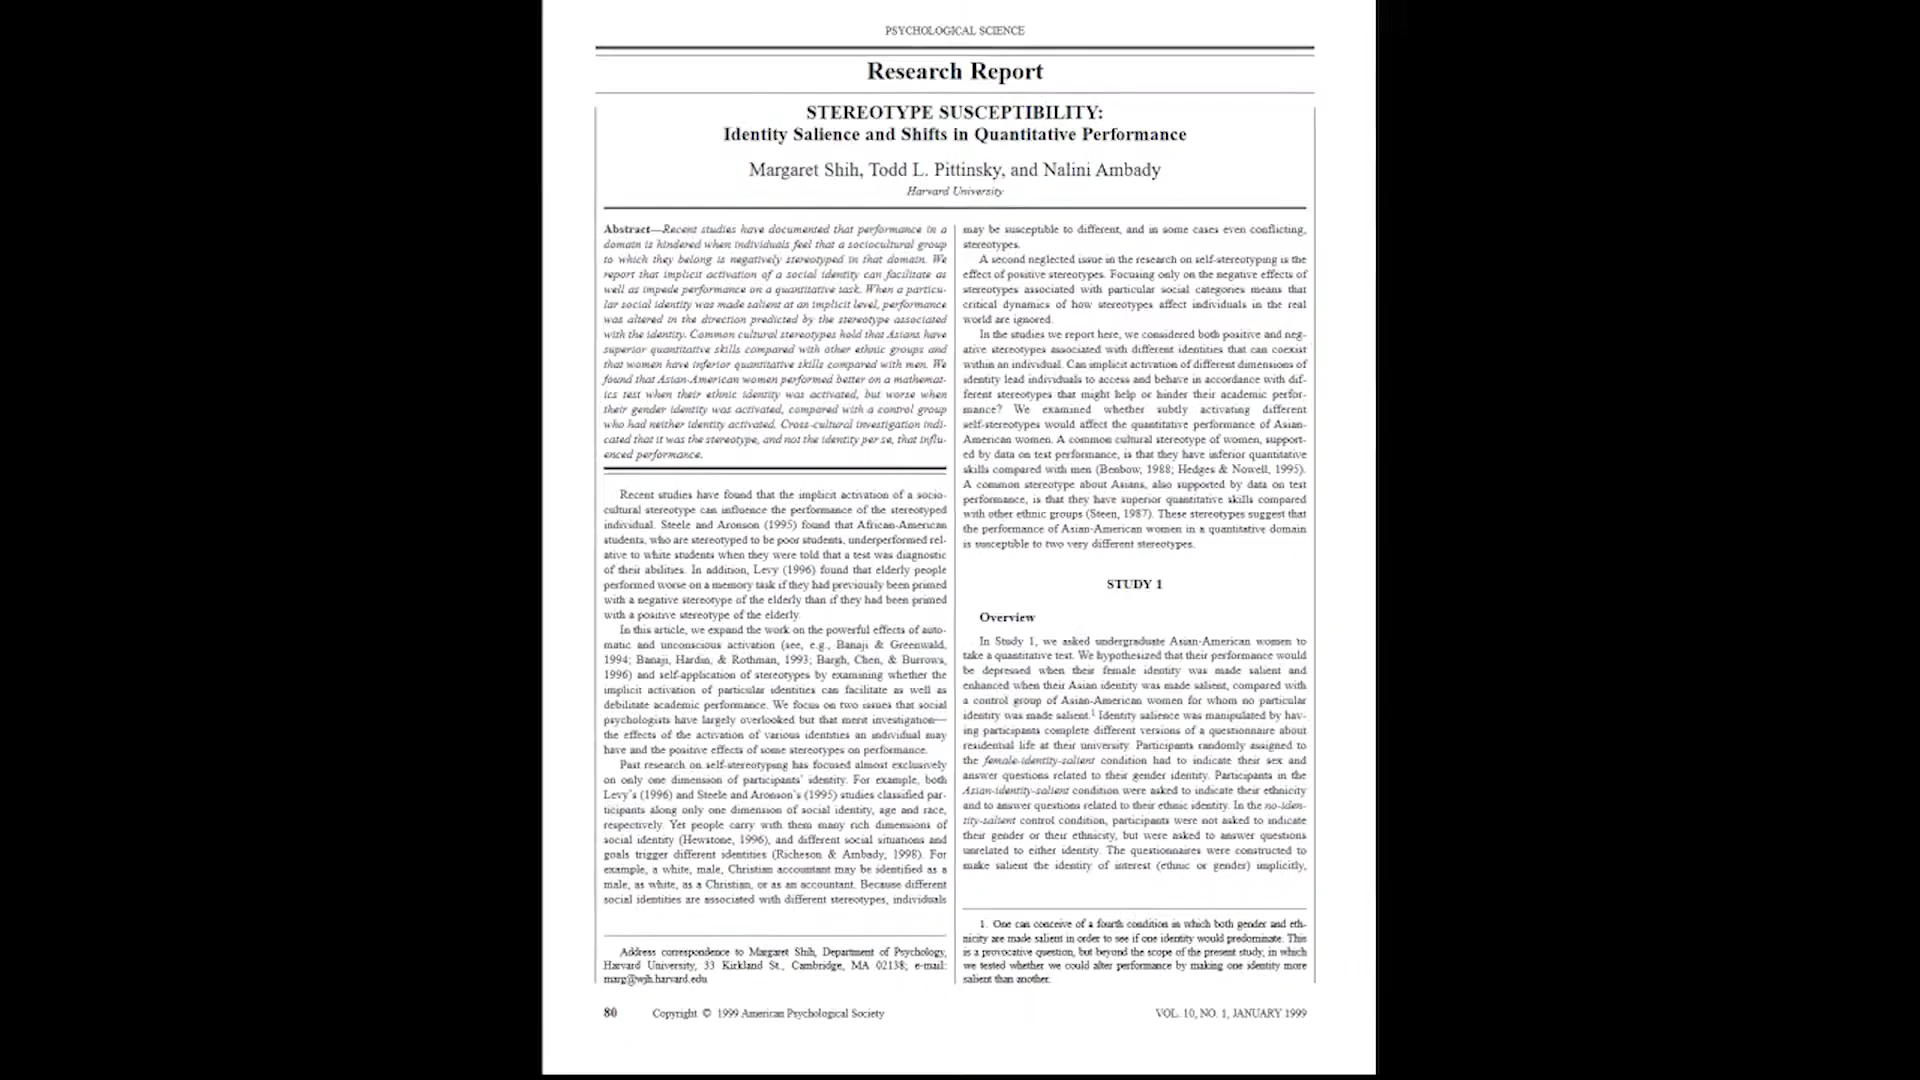 PSYCHOLOGICAL SCIENCE
Research Report
STEREOTYPE SUSCEPTIBILITY:
Identity Salience and Shifts in Quantitative Performance
Margaret Shih, Todd L. Pittinsky, and Nalini Ambady
Harvard University
Abstract—Recent studies have documented that performance in a
domain is hindered when individuals feel that a sociocultural group
to which they belong is negatively stereotyped in that domain. We
report that implicit activation of a social identity can facilitate as
well as impede performance on a quantitative task. When a particu-
lar social identity was made salient at an implicit level, performance
was altered in the direction predicted by the stereotype associated
with the identity. Common cultural stereotypes hold that Asians have
superior quantitative skills compared with other ethnic groups and
that women have inferior quantitative skills compared with men. We
found that Asian-American women performed better on a mathemat-
ics test when their ethnic identity was activated, but worse when
their gender identity was activated, compared with a control group
who had neither identity activated. Cross-cultural investigation indi-
cated that it was the stereotype, and not the identity per se, that influ-
enced performance.
Recent studies have found that the implicit activation of a socio-
cultural stereotype can influence the performance of the stereotyped
individual. Steele and Aronson (1995) found that African-American
students, who are stereotyped to be poor students, underperformed rel-
ative to white students when they were told that a test was diagnostic
of their abilities. In addition, Levy (1996) found that elderly people
performed worse on a memory task if they had previously been primed
with a negative stereotype of the elderly than if they had been primed
with a positive stereotype of the elderly.
In this article, we expand the work on the powerful effects of auto-
matic and unconscious activation (see, e.g., Banaji & Greenwald,
1994; Banaji, Hardin, & Rothman, 1993; Bargh, Chen, & Burrows,
1996) and self-application of stereotypes by examining whether the
implicit activation of particular identities can facilitate as well as
debilitate academic performance. We focus on two issues that social
psychologists have largely overlooked but that merit investigation—
the effects of the activation of various identities an individual may
have and the positive effects of some stereotypes on performance.
Past research on self-stereotyping has focused almost exclusively
on only one dimension of participants' identity. For example, both
Levy's (1996) and Steele and Aronson's (1995) studies classified par-
ticipants along only one dimension of social identity, age and race,
respectively. Yet people carry with them many rich dimensions of
social identity (Hewstone, 1996), and different social situations and
goals trigger different identities (Richeson & Ambady, 1998). For
example, a white, male, Christian accountant may be identified as a
male, as white, as a Christian, or as an accountant. Because different
social identities are associated with different stereotypes, individuals
Address correspondence to Margaret Shih, Department of Psychology,
Harvard University, 33 Kirkland St., Cambridge, MA 02138; e-mail:
marg@wjh.harvard.edu
may be susceptible to different, and in some cases even conflicting,
stereotypes.
A second neglected issue in the research on self-stereotyping is the
effect of positive stereotypes. Focusing only on the negative effects of
stereotypes associated with particular social categories means that
critical dynamics of how stereotypes affect individuals in the real
world are ignored.
In the studies we report here, we considered both positive and neg-
ative stereotypes associated with different identities that can coexist
within an individual. Can implicit activation of different dimensions of
identity lead individuals to access and behave in accordance with dif-
ferent stereotypes that might help or hinder their academic perfor-
mance? We examined whether subtly activating different
self-stereotypes would affect the quantitative performance of Asian-
American women. A common cultural stereotype of women, support-
ed by data on test performance, is that they have inferior quantitative
skills compared with men (Benbow, 1988; Hedges & Nowell, 1995).
A common stereotype about Asians, also supported by data on test
performance, is that they have superior quantitative skills compared
with other ethnic groups (Steen, 1987). These stereotypes suggest that
the performance of Asian-American women in a quantitative domain
is susceptible to two very different stereotypes.
STUDY 1
Overview
In Study 1, we asked undergraduate Asian-American women to
take a quantitative test. We hypothesized that their performance would
be depressed when their female identity was made salient and
enhanced when their Asian identity was made salient, compared with
a control group of Asian-American women for whom no particular
identity was made salient.1 Identity salience was manipulated by hav-
ing participants complete different versions of a questionnaire about
residential life at their university. Participants randomly assigned to
the female-identity-salient condition had to indicate their sex and
answer questions related to their gender identity. Participants in the
Asian-identity-salient condition were asked to indicate their ethnicity
and to answer questions related to their ethnic identity. In the no-iden-
tity-salient control condition, participants were not asked to indicate
their gender or their ethnicity, but were asked to answer questions
unrelated to either identity. The questionnaires were constructed to
make salient the identity of interest (ethnic or gender) implicitly,
1. One can conceive of a fourth condition in which both gender and eth-
nicity are made salient in order to see if one identity would predominate. This
is a provocative question, but beyond the scope of the present study, in which
we tested whether we could alter performance by making one identity more
salient than another.
80 Copyright © 1999 American Psychological Society VOL. 10, NO. 1, JANUARY 1999